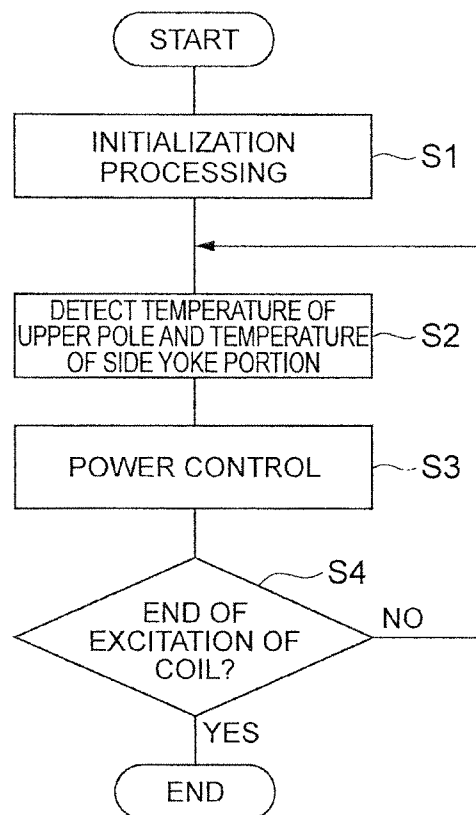 START
INITIALIZATION
PROCESSING
S1
DETECT TEMPERATURE OF
UPPER POLE AND TEMPERATURE
OF SIDE YOKE PORTION
S2
POWER CONTROL
S3
S4
END OF
EXCITATION OF
COIL?
NO
YES
END